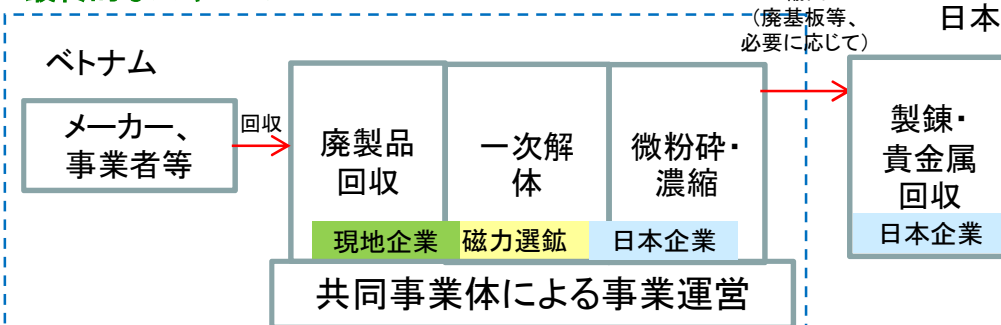 (廃基板等、
必要に応じて)
日本
ベトナム
メーカー、
事業者等
回収
廃製品
回収
一次解
体
微粉砕・
濃縮
製錬・
貴金属
回収
現地企業
磁力選鉱
日本企業
日本企業
共同事業体による事業運営